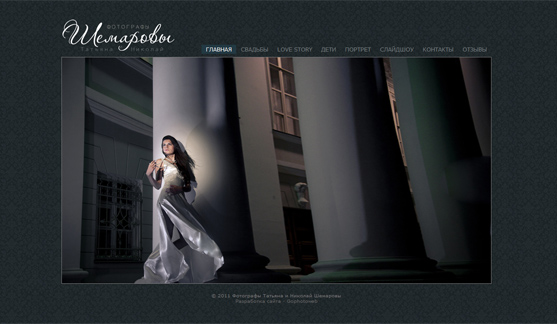 ФОТОГРАФЫ
Шемаровы
ТАТЬЯНА НИКОЛАЙ
ГЛАВНАЯ СВАДЬБЫ LOVE STORY ДЕТИ ПОРТРЕТ СЛАЙДШОУ КОНТАКТЫ ОТЗЫВЫ
© 2011 Фотографы Татьяна и Николай Шемаровы
Разработка сайта -